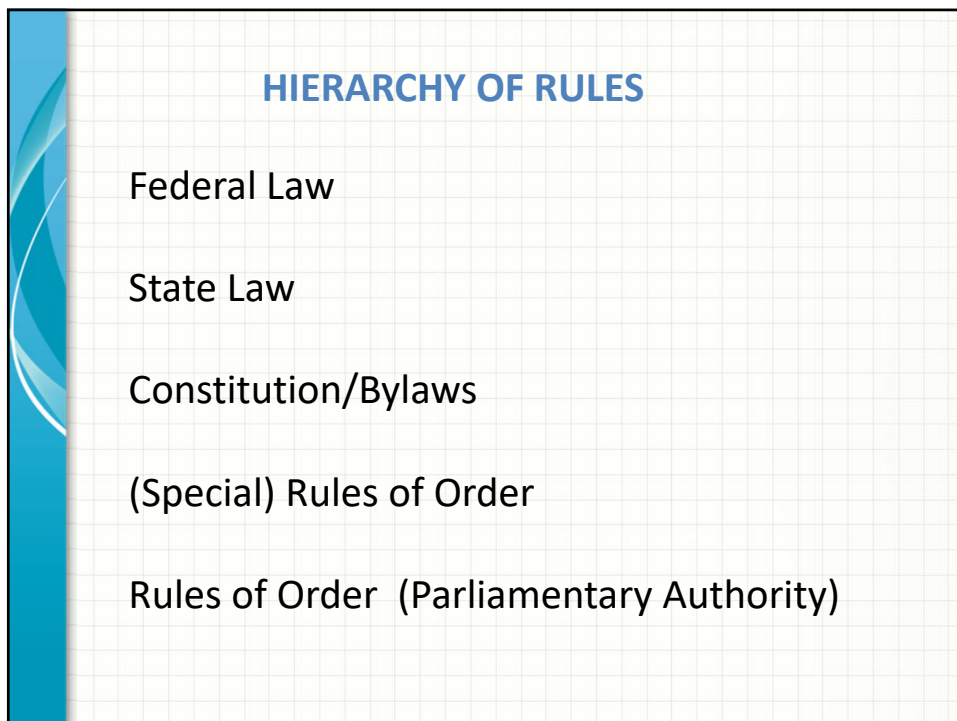 HIERARCHY OF RULES
Federal Law
State Law
Constitution/Bylaws
(Special) Rules of Order
Rules of Order  (Parliamentary Authority)